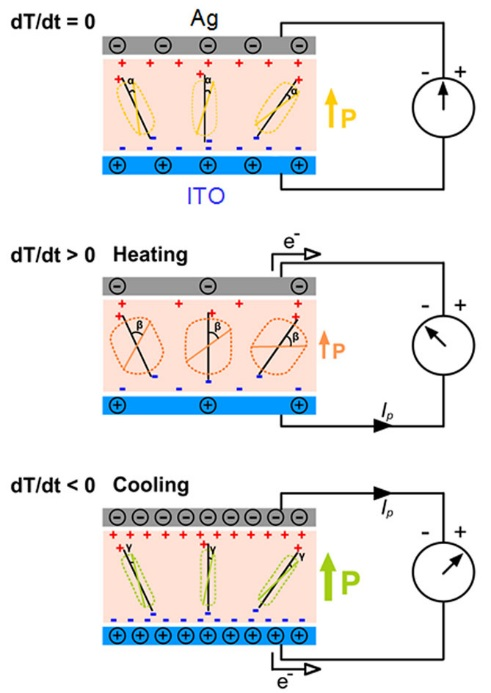 dT/dt = 0
Ag
α α α
P
- +
ITO
dT/dt > 0 Heating
e-
β β β
P
- +
Ip
dT/dt < 0 Cooling
Ip
γ γ γ
P
- +
e-